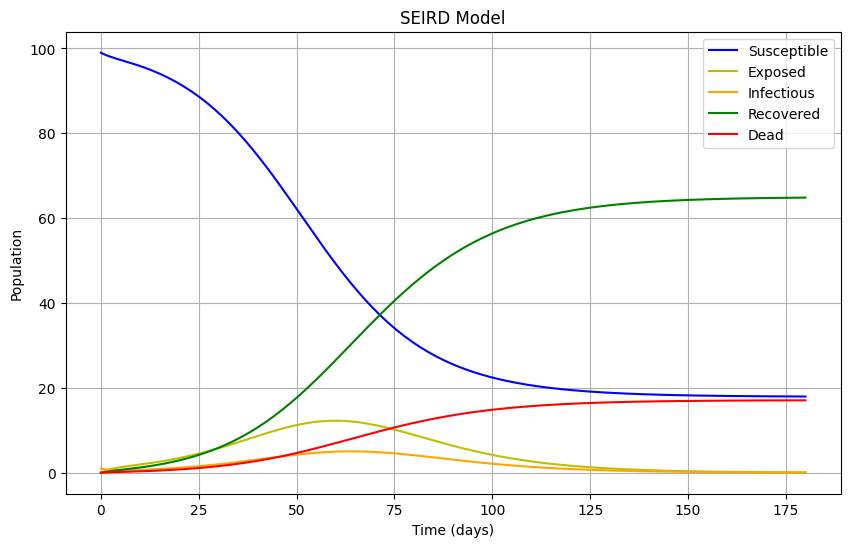 SEIRD Model
Susceptible
Exposed
Infectious
Recovered
Dead
Population
100
80
60
40
20
0
0 25 50 75 100 125 150 175
Time (days)